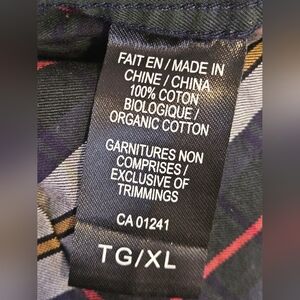 FAIT EN / MADE IN
CHINE / CHINA
100% COTON
BIOLOGIQUE /
ORGANIC COTTON
GARNITURES NON
COMPRISES /
EXCLUSIVE OF
TRIMMINGS
CA 01241
TG/XL